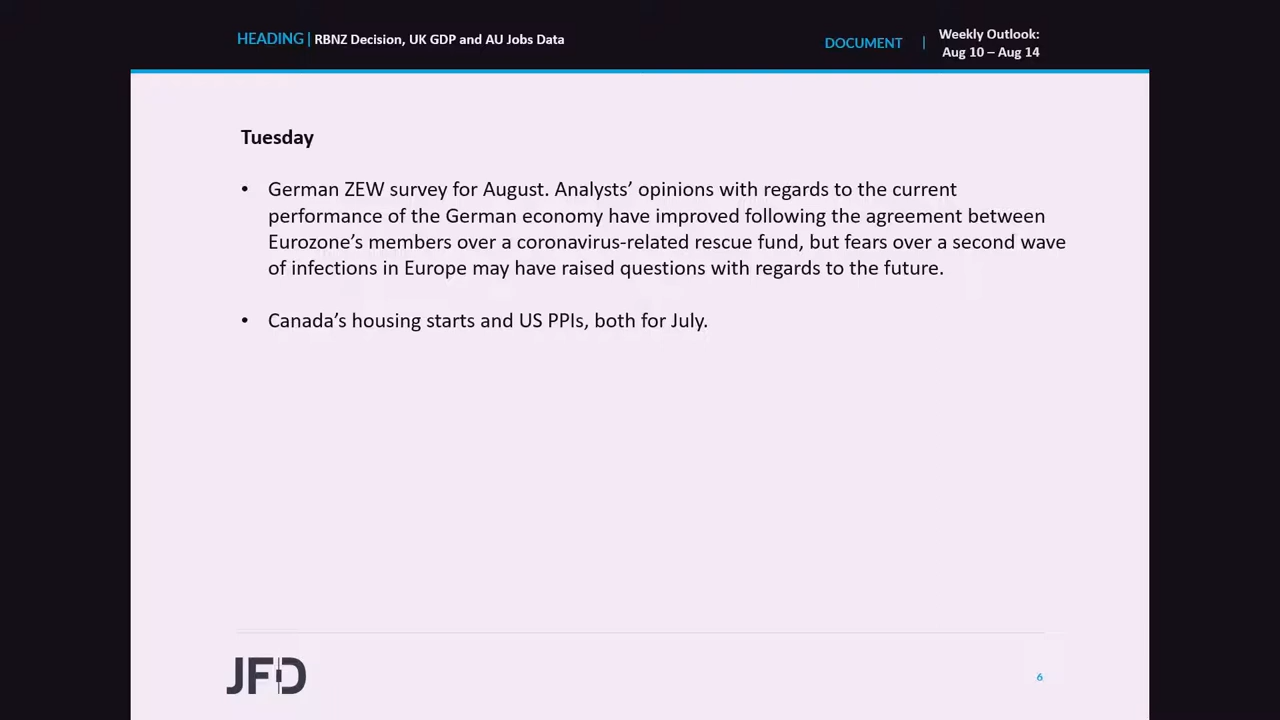 HEADING | RBNZ Decision, UK GDP and AU Jobs Data
DOCUMENT | Weekly Outlook:
Aug 10 – Aug 14
Tuesday
• German ZEW survey for August. Analysts’ opinions with regards to the current
performance of the German economy have improved following the agreement between
Eurozone’s members over a coronavirus-related rescue fund, but fears over a second wave
of infections in Europe may have raised questions with regards to the future.
• Canada’s housing starts and US PPIs, both for July.
JFD
6